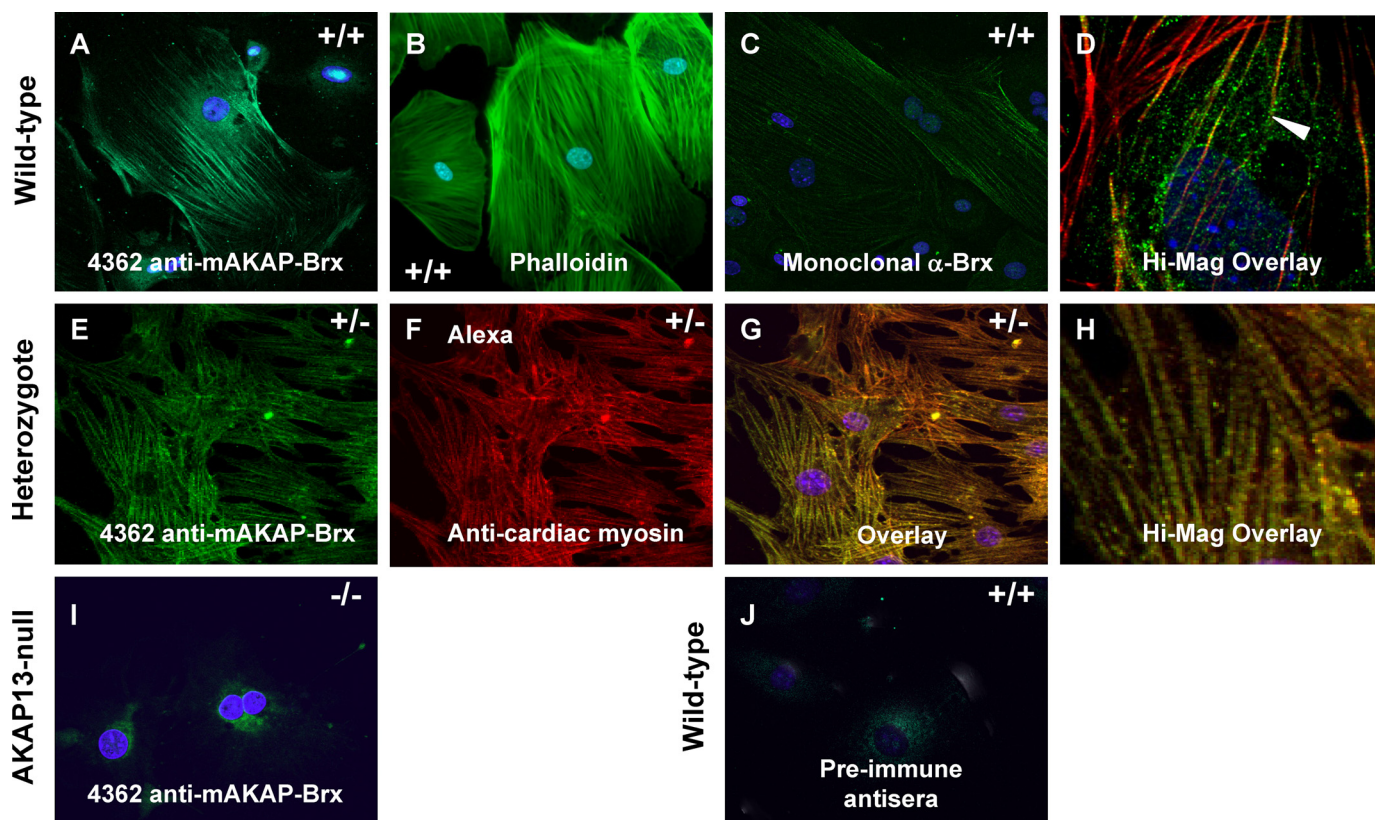 Wild-type
A
+/+
4362 anti-mAKAP-Brx
B
+/+
Phalloidin
C
+/+
Monoclonal α-Brx
D
Hi-Mag Overlay
Heterozygote
E
+/-
4362 anti-mAKAP-Brx
F
Alexa
+/-
Anti-cardiac myosin
G
+/-
Overlay
H
Hi-Mag Overlay
AKAP13-null
I
-/-
4362 anti-mAKAP-Brx
Wild-type
J
+/+
Pre-immune
antisera